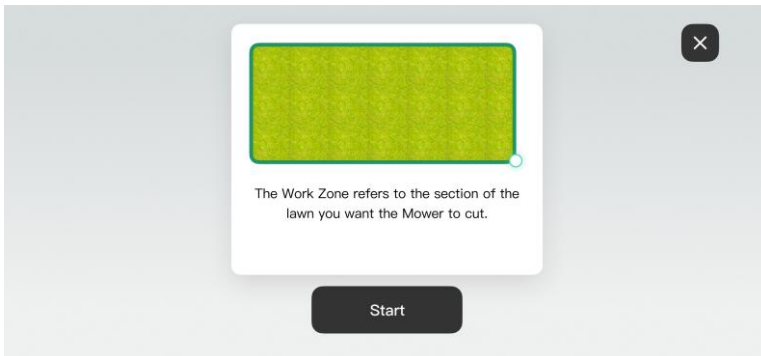 The Work Zone refers to the section of the
lawn you want the Mower to cut.
Start